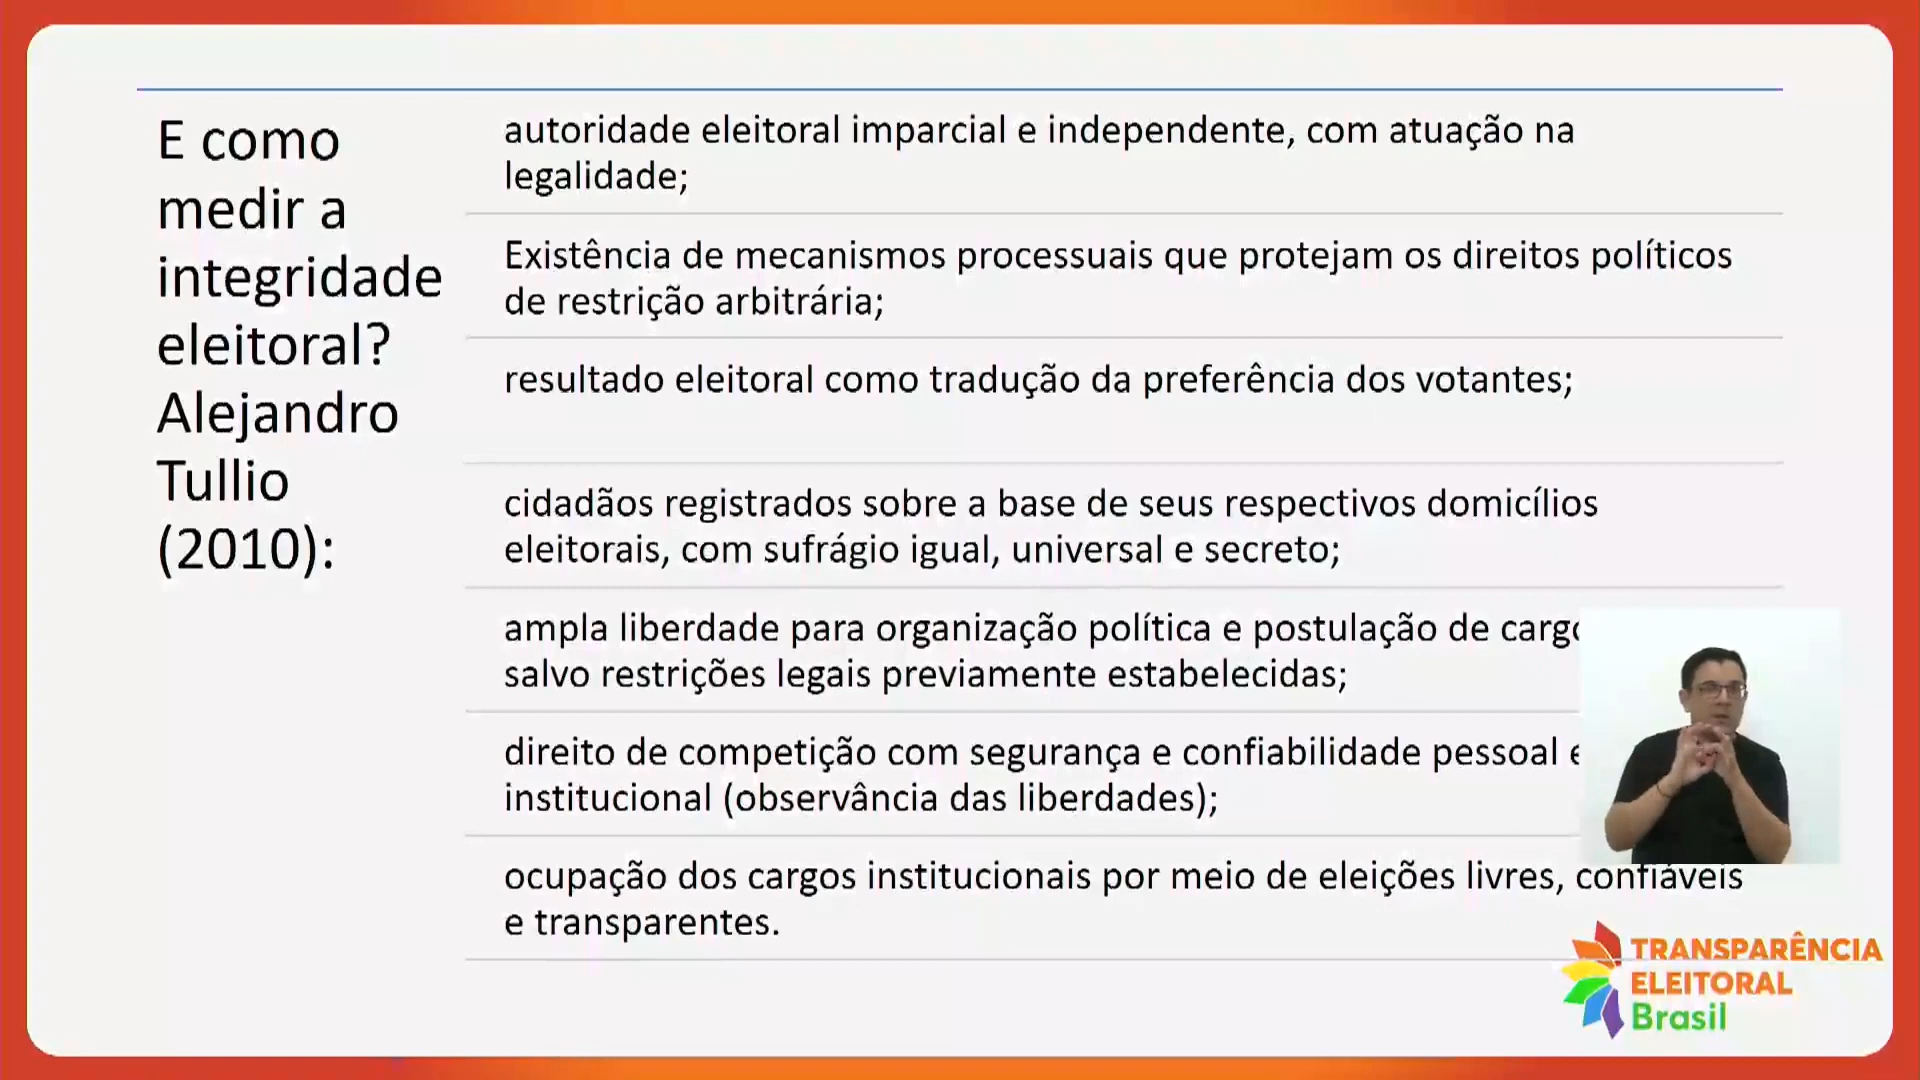 E como
medir a
integridade
eleitoral?
Alejandro
Tullio
(2010):
autoridade eleitoral imparcial e independente, com atuação na
legalidade;
Existência de mecanismos processuais que protejam os direitos políticos
de restrição arbitrária;
resultado eleitoral como tradução da preferência dos votantes;
cidadãos registrados sobre a base de seus respectivos domicílios
eleitorais, com sufrágio igual, universal e secreto;
ampla liberdade para organização política e postulação de
salvo restrições legais previamente estabelecidas;
direito de competição com segurança e confiabilidade pessoal e
institucional (observância das liberdades);
ocupação dos cargos institucionais por meio de eleições livres, confiáveis
e transparentes.
TRANSPARÊNCIA
ELEITORAL
Brasil